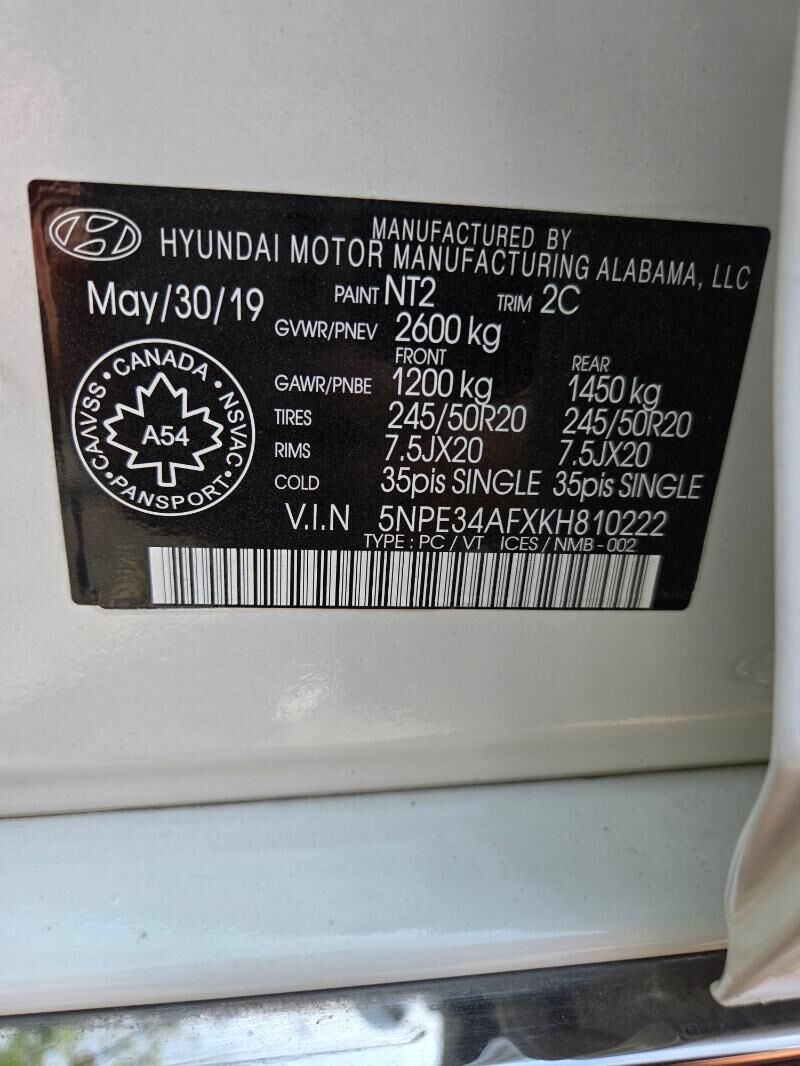 MANUFACTURED BY
HYUNDAI MOTOR MANUFACTURING ALABAMA, LLC
May/30/19 PAINT NT2 TRIM 2C
GVWR/PNEV 2600 kg
FRONT REAR
GAWR/PNBE 1200 kg 1450 kg
TIRES 245/50R20 245/50R20
RIMS 7.5JX20 7.5JX20
COLD 35pis SINGLE 35pis SINGLE
CANADA • NSVAC • PANSPORT • CAAVSS •
A54
V.I.N 5NPE34AFXKH810222
TYPE : PC / VT ICES / NMB - 002